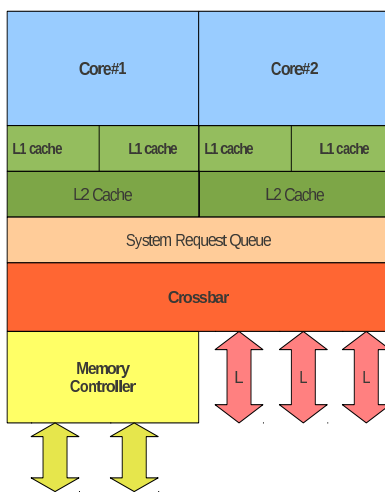 Core#1 Core#2
L1 cache L1 cache L1 cache L1 cache
L2 Cache L2 Cache
System Request Queue
Crossbar
Memory
Controller
L L L